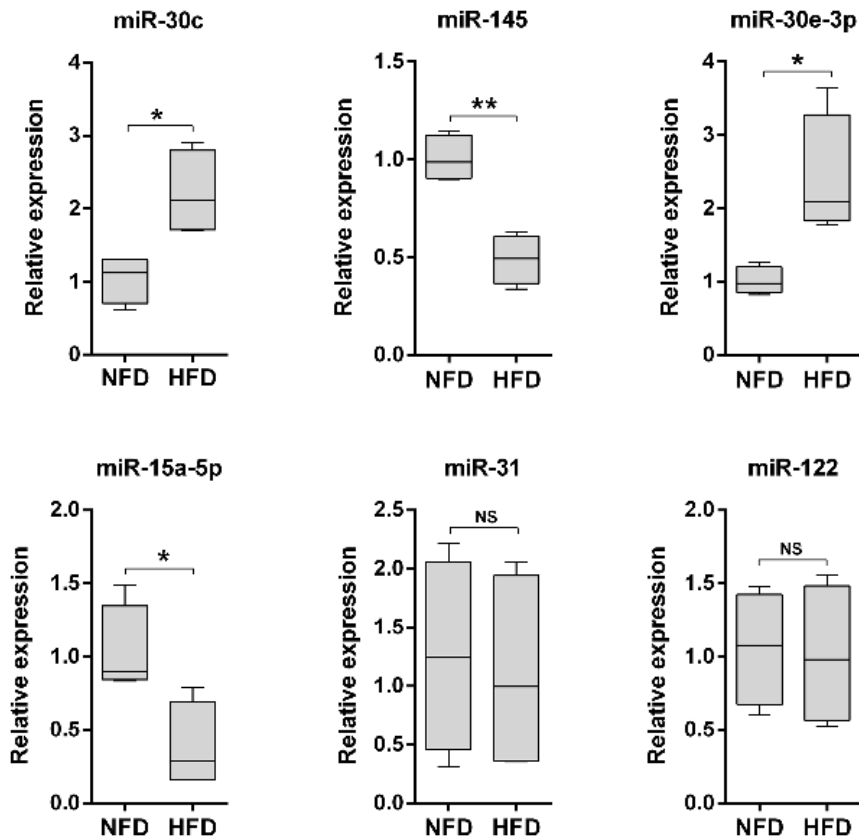 miR-30c
Relative expression
4
3
2
1
0
*
NFD HFD
miR-145
Relative expression
1.5
1.0
0.5
0.0
**
NFD HFD
miR-30e-3p
Relative expression
4
3
2
1
0
*
NFD HFD
miR-15a-5p
Relative expression
2.0
1.5
1.0
0.5
0.0
*
NFD HFD
miR-31
Relative expression
2.5
2.0
1.5
1.0
0.5
0.0
NS
NFD HFD
miR-122
Relative expression
2.0
1.5
1.0
0.5
0.0
NS
NFD HFD